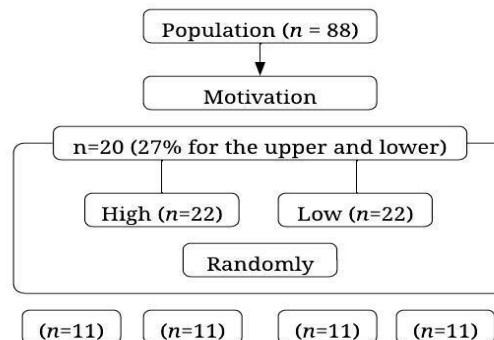 Population (n = 88)
Motivation
n=20 (27% for the upper and lower)
High (n=22) Low (n=22)
Randomly
(n=11) (n=11) (n=11) (n=11)